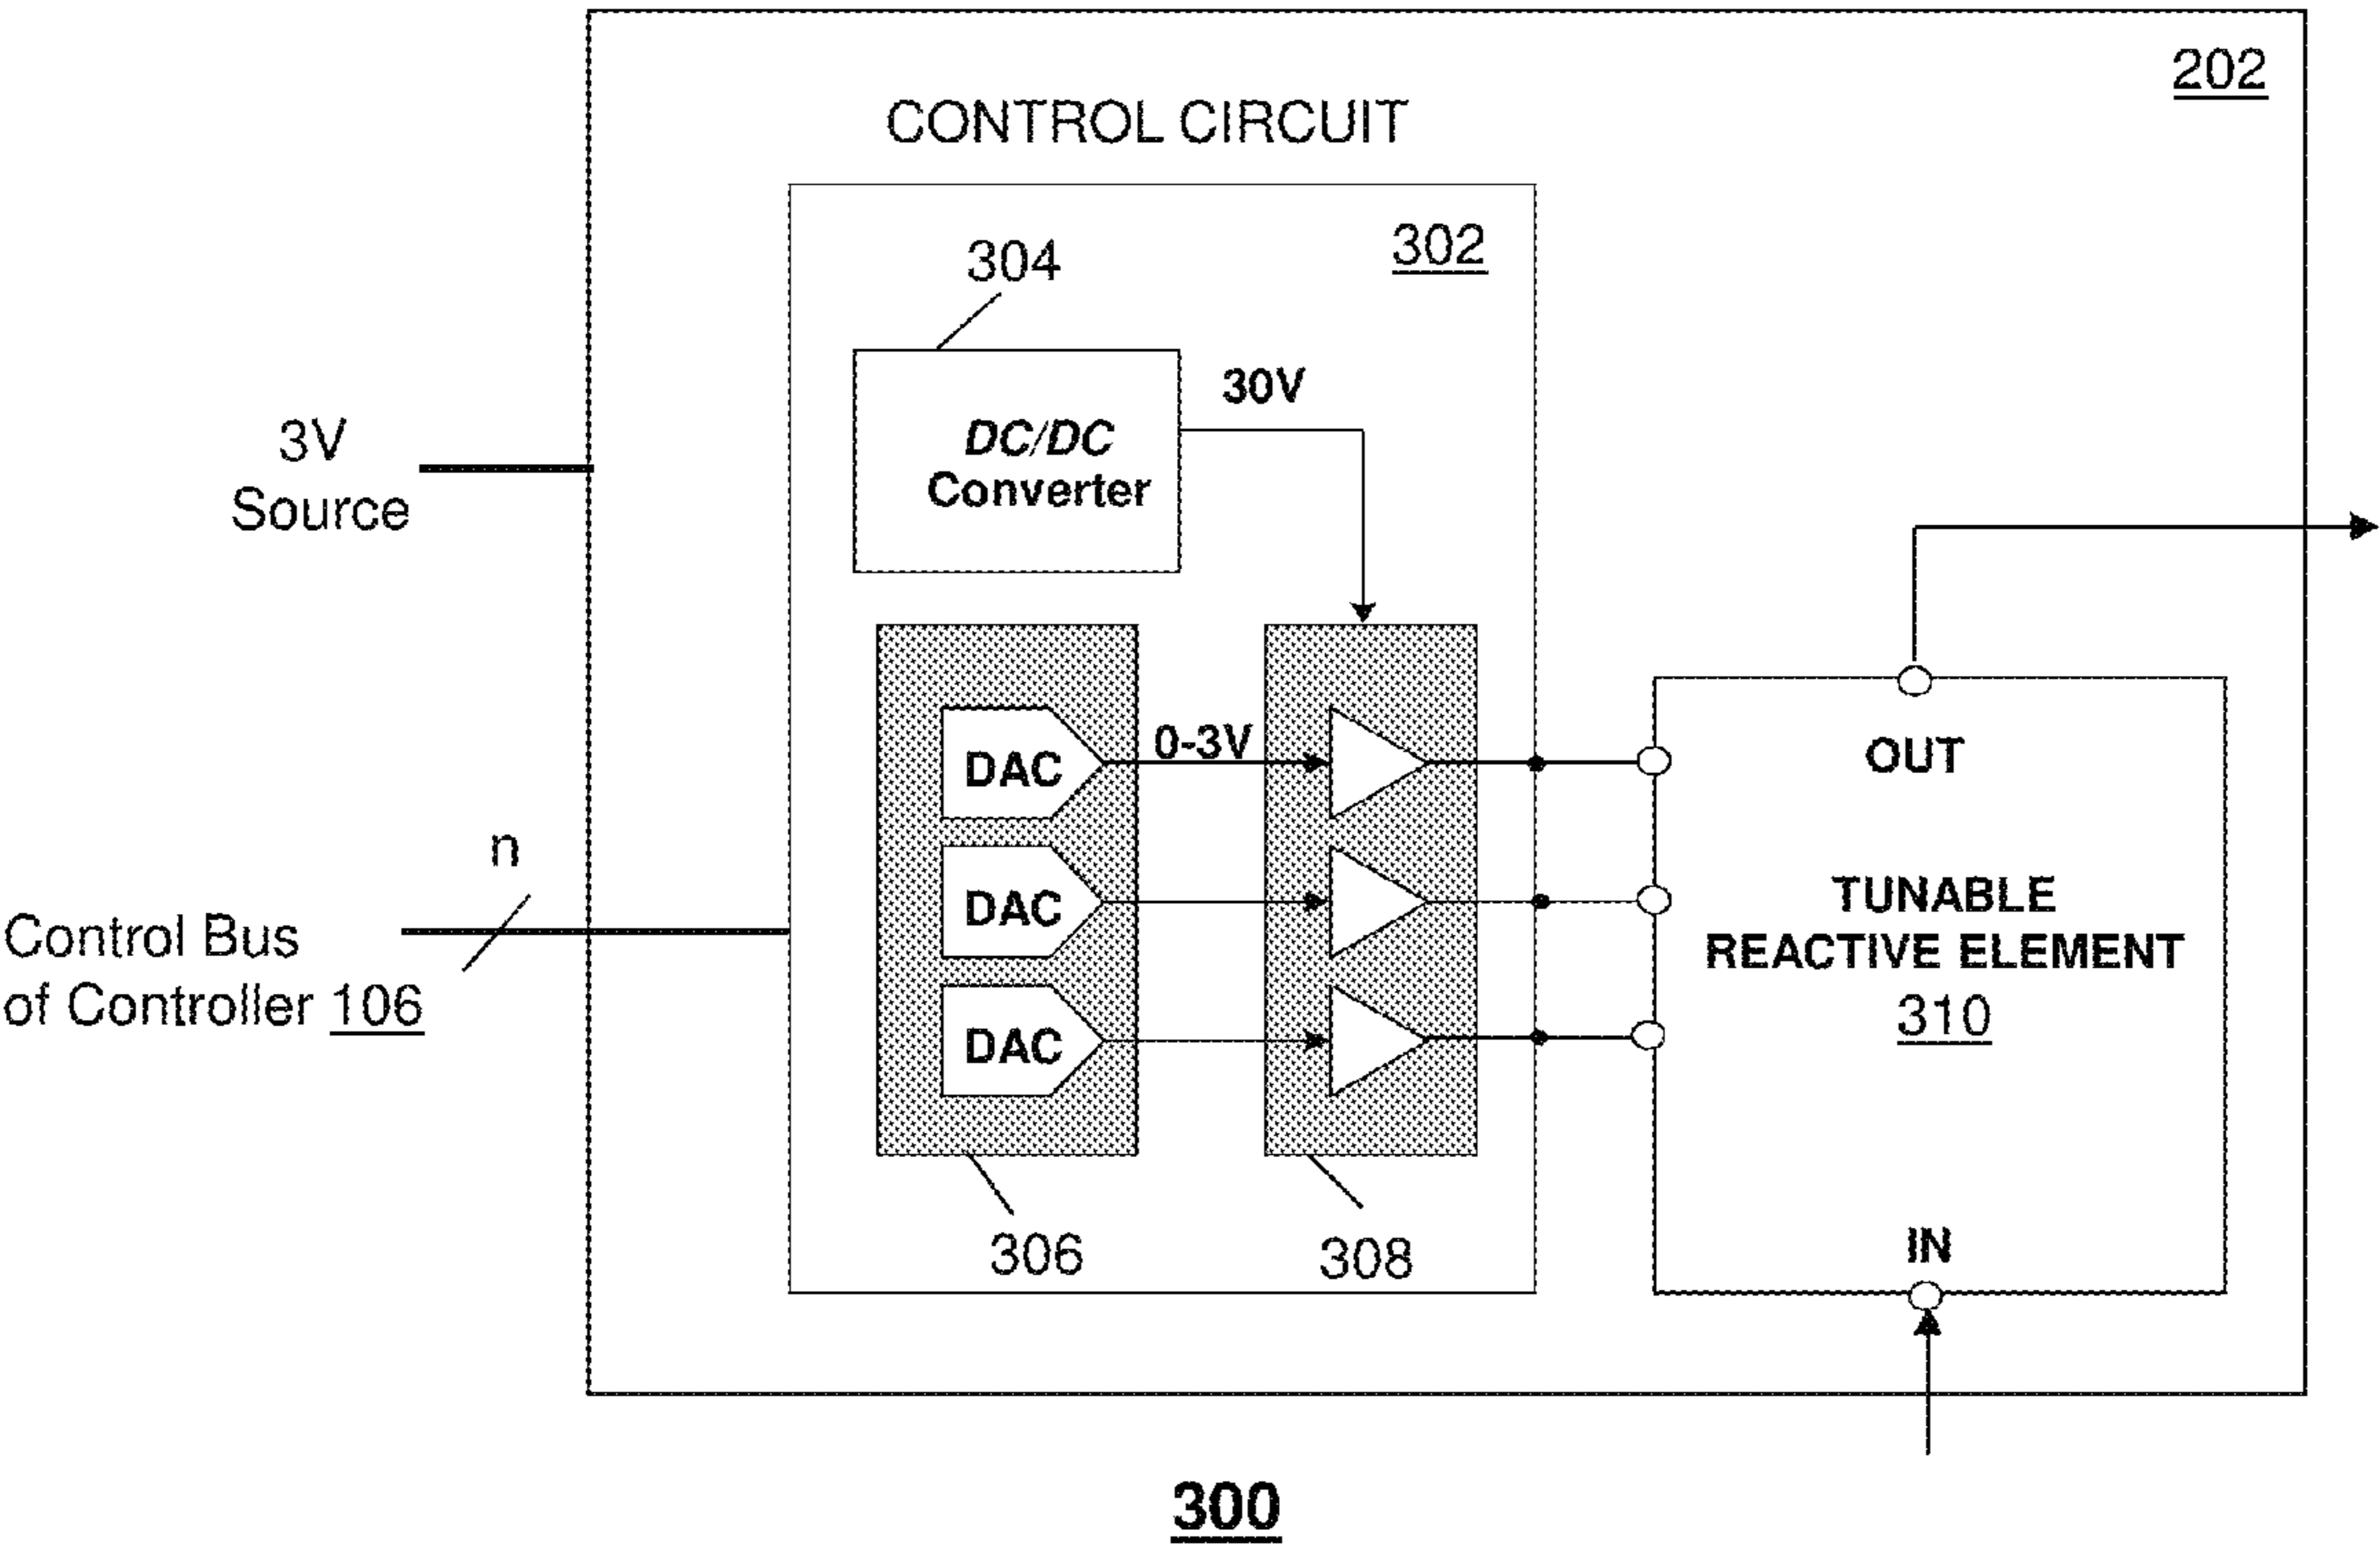 202
CONTROL CIRCUIT
302
304
30V
DC/DC
Converter
3V
Source
0-3V
DAC
DAC
DAC
OUT
TUNABLE
REACTIVE ELEMENT
310
n
Control Bus
of Controller 106
IN
306
308
300